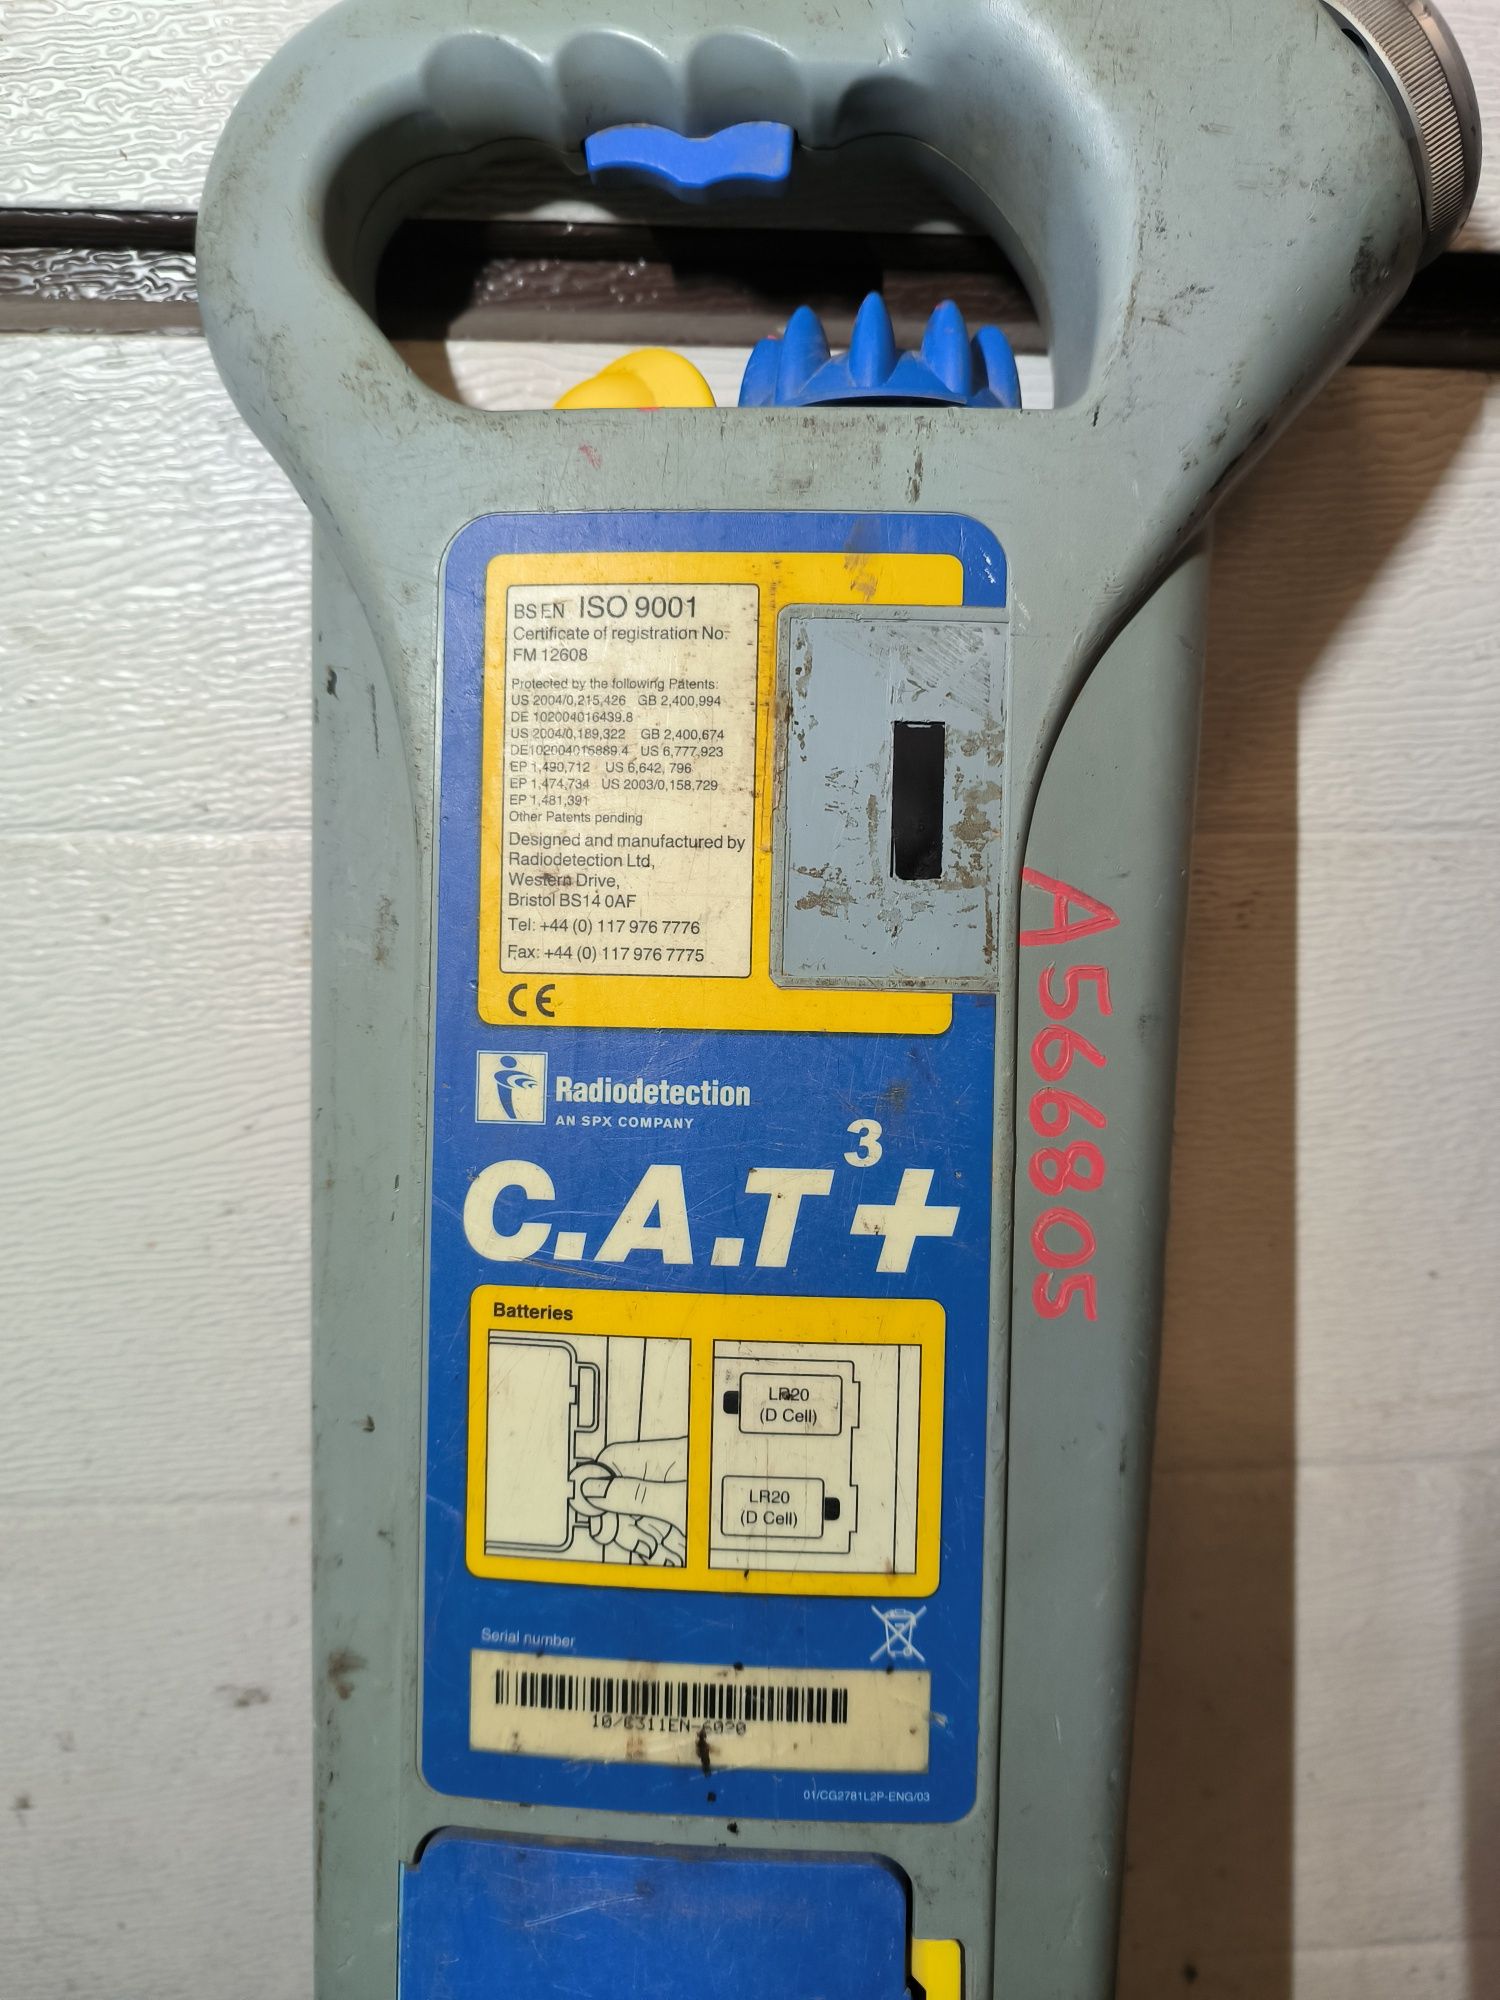 BS EN ISO 9001
Certificate of registration No.
FM 12608
Protected by the following Patents:
US 2004/0,215,426 GB 2,400,994
DE 102004016439.8
US 2004/0,189,322 GB 2,400,674
DE102004016889.4 US 6,777,923
EP 1,490,712 US 6,642,796
EP 1,474,734 US 2003/0,158,729
EP 1,481,391
Other Patents pending
Designed and manufactured by
Radiodetection Ltd,
Western Drive,
Bristol BS14 0AF
Tel: +44 (0) 117 976 7776
Fax: +44 (0) 117 976 7775
CE
Radiodetection
AN SPX COMPANY
C.A.T3+
Batteries
LR20
(D Cell)
LR20
(D Cell)
Serial number
10/C311EN-6020
01/CG2781L2P-ENG/03
A566805